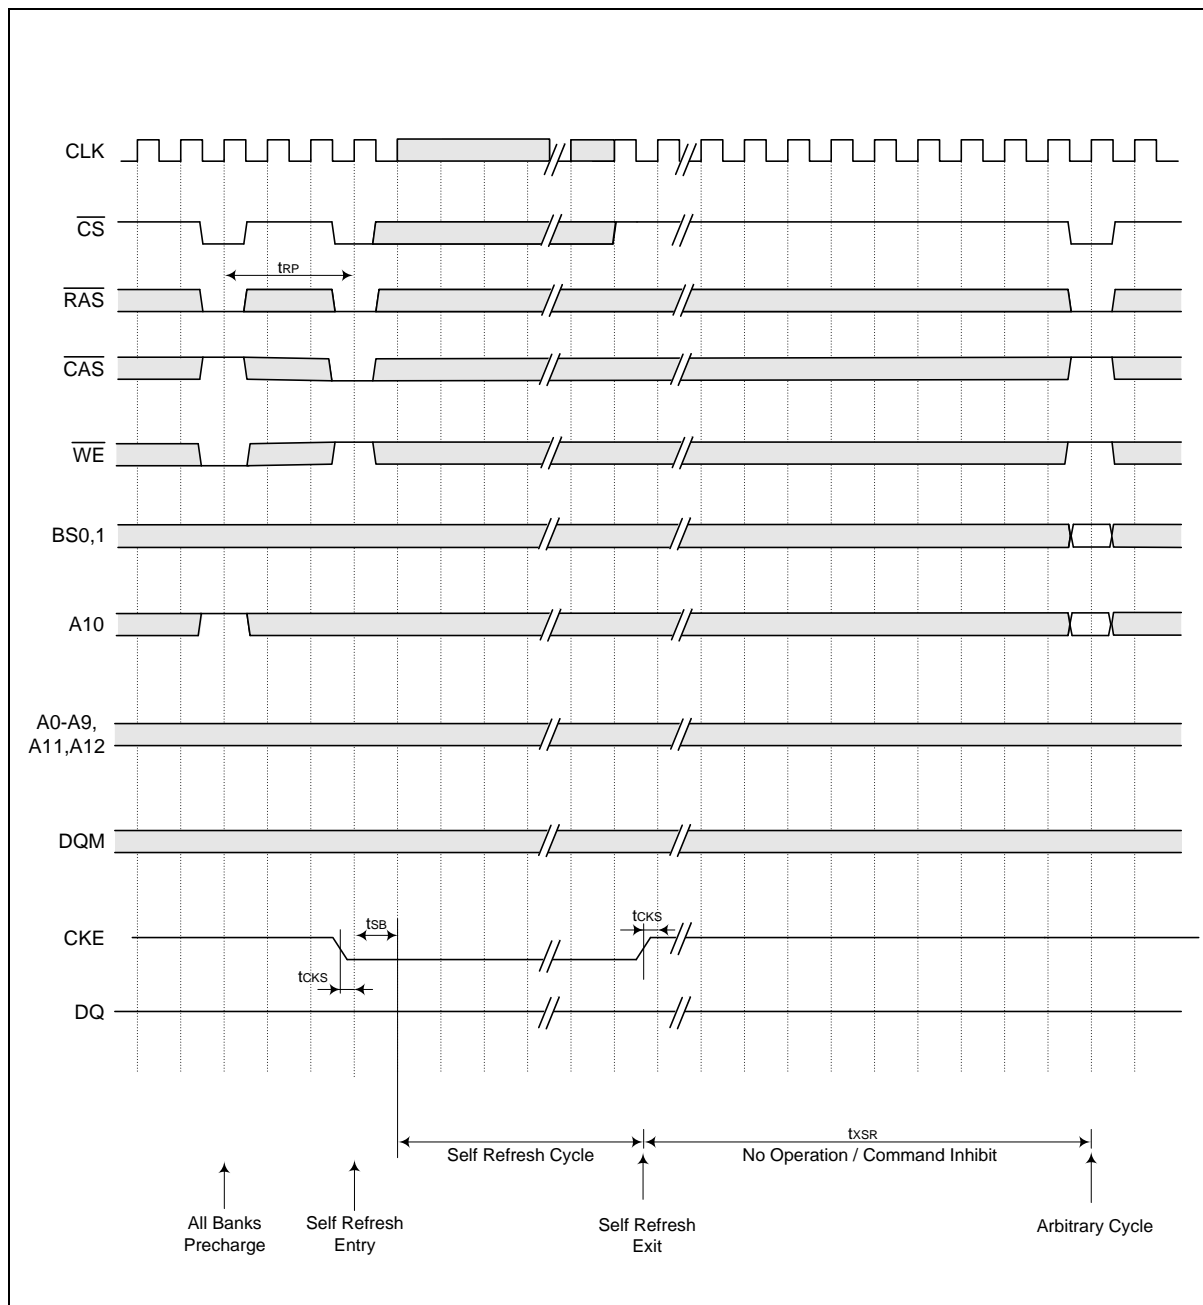 CLK
CS
tRP
RAS
CAS
WE
BS0,1
A10
A0-A9,
A11,A12
DQM
tSB
tCKS
CKE
tCKS
DQ
tXSR
Self Refresh Cycle
No Operation / Command Inhibit
All Banks
Precharge
Self Refresh
Entry
Self Refresh
Exit
Arbitrary Cycle